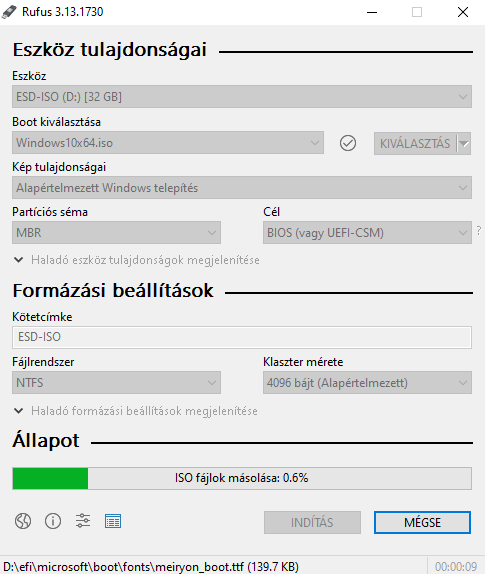 Rufus 3.13.1730
Eszköz tulajdonságai
Eszköz
ESD-ISO (D:) [32 GB]
Boot kiválasztása
Windows10x64.iso
KIVÁLASZTÁS
Kép tulajdonságai
Alapértelmezett Windows telepítés
Partíciós séma
Cél
MBR
BIOS (vagy UEFI-CSM)
?
Haladó eszköz tulajdonságok megjelenítése
Formázási beállítások
Kötetcímke
ESD-ISO
Fájlrendszer
Klaszter mérete
NTFS
4096 bájt (Alapértelmezett)
Haladó formázási beállítások megjelenítése
Állapot
ISO fájlok másolása: 0.6%
INDÍTÁS
MÉGSE
D:\efi\microsoft\boot\fonts\meiryon_boot.ttf (139.7 KB)
00:00:09